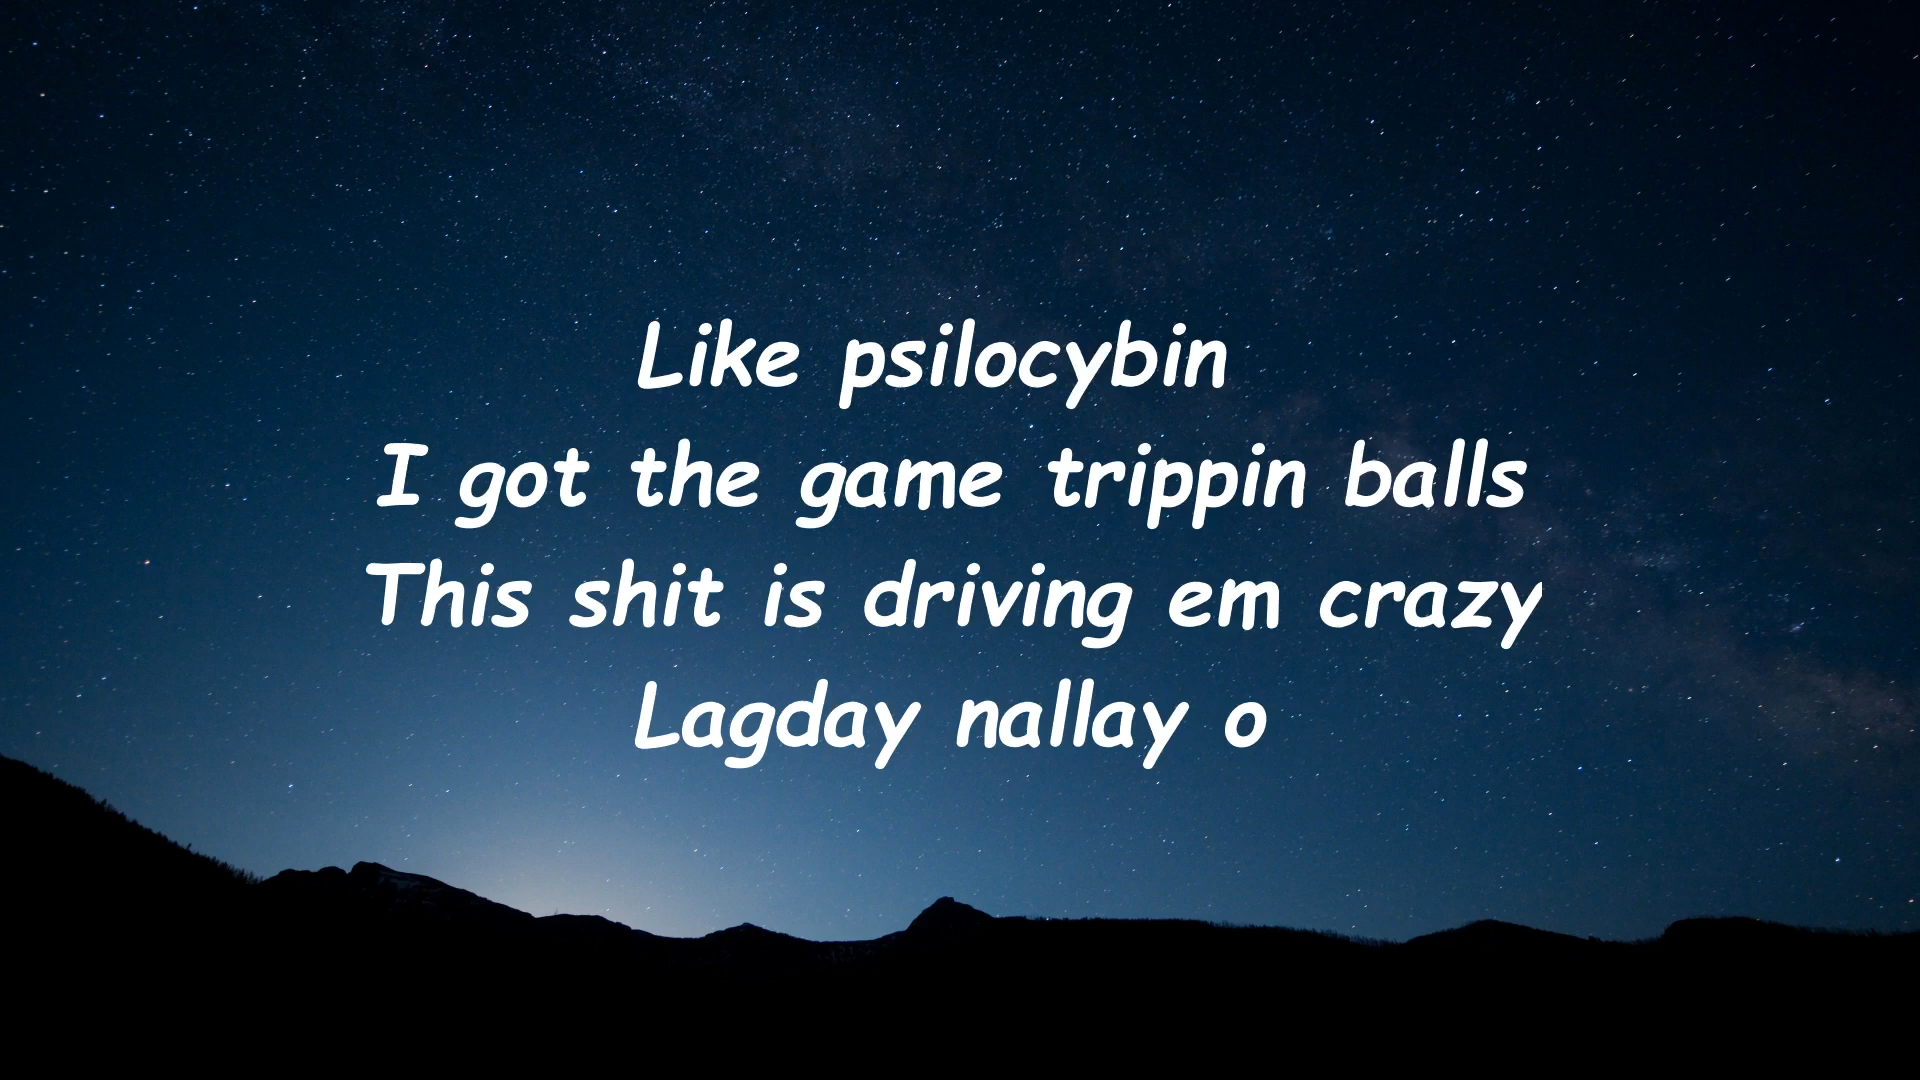 Like psilocybin
I got the game trippin balls
This shit is driving em crazy
Lagday nallay o